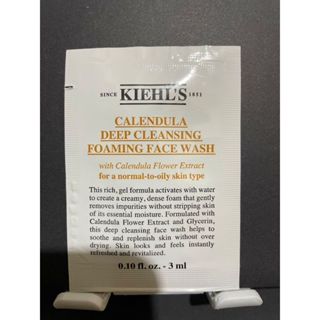 SINCE KIEHL'S 1851
CALENDULA
DEEP CLEANSING
FOAMING FACE WASH
with Calendula Flower Extract
for a normal-to-oily skin type
This rich, gel formula activates with water
to create a creamy, dense foam that gently
removes impurities without stripping skin
of its essential moisture. Formulated with
Calendula Flower Extract and Glycerin,
this deep cleansing face wash helps to
soothe and replenish skin without over
drying. Skin looks and feels instantly
refreshed and revitalized.
0.10 fl. oz. - 3 ml